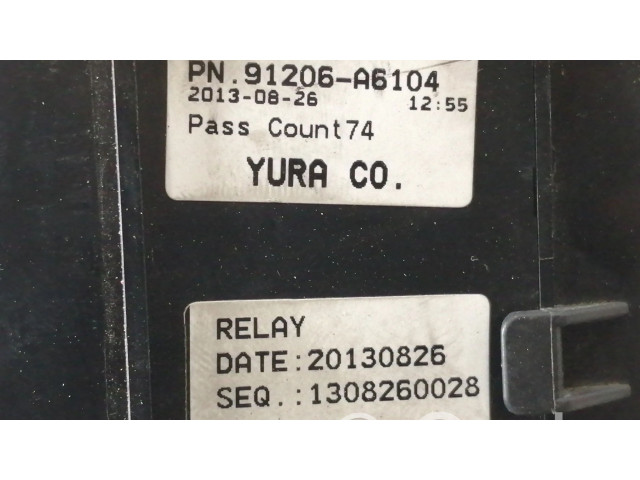 PN.91206-A6104
2013-08-26 12:55
Pass Count74
YURA CO.
RELAY
DATE:20130826
SEQ.:1308260028